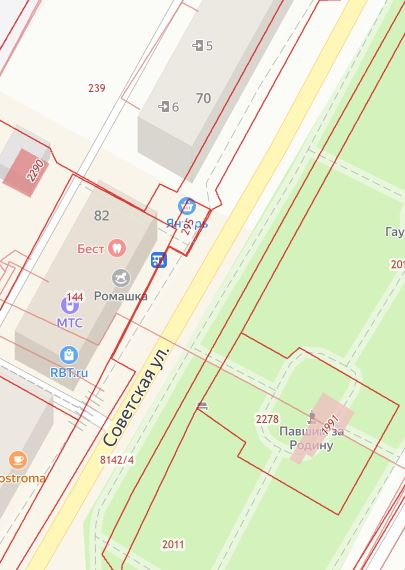 5
239
70
6
2290
82
Янтарь
295
Бест
Гау
201
144
Ромашка
МТС
RBT.ru
Советская ул.
2278
1991
Павшим за
Родину
8142/4
ostroma
2011